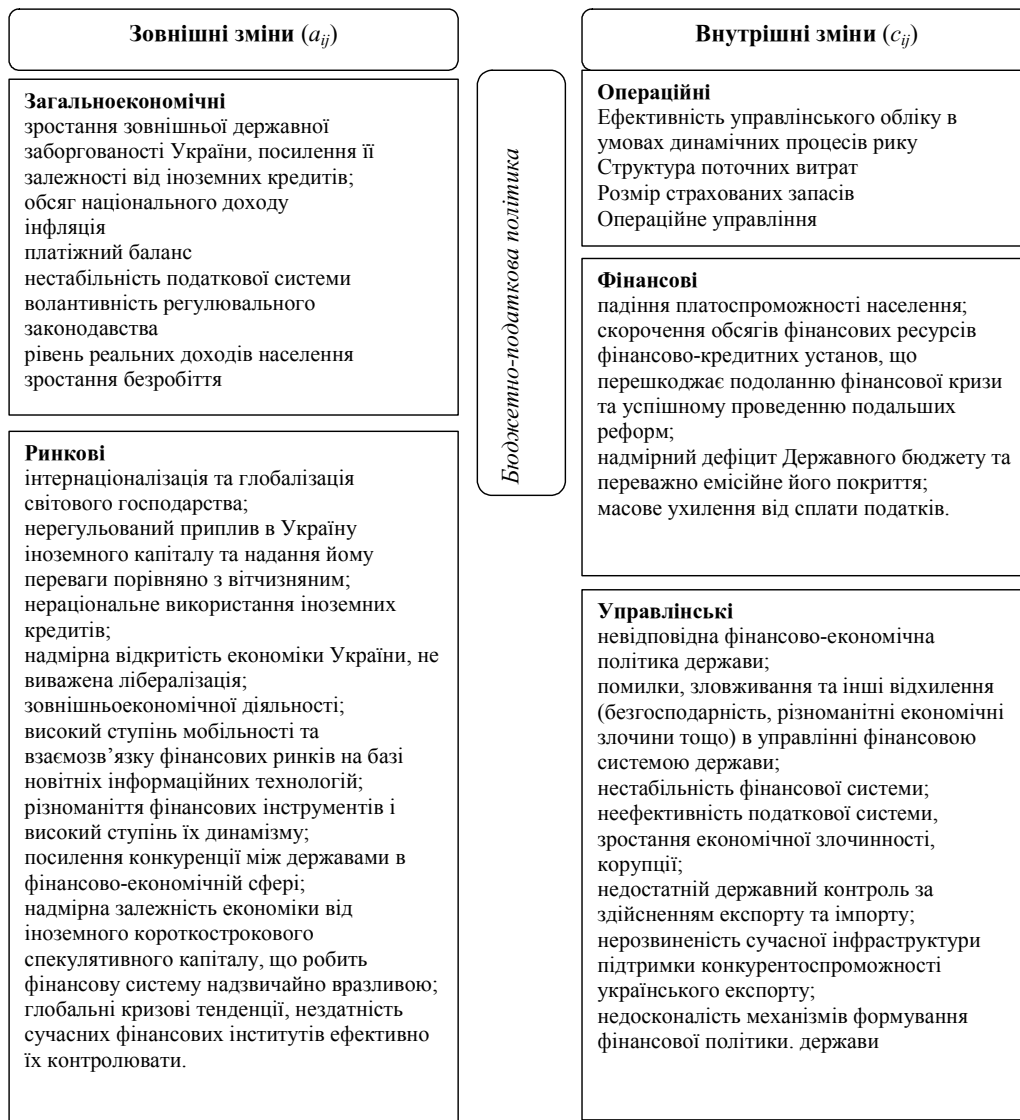 Зовнішні зміни (aij)
Загальноекономічні
зростання зовнішньої державної
заборгованості України, посилення її
залежності від іноземних кредитів;
обсяг національного доходу
інфляція
платіжний баланс
нестабільність податкової системи
волантивність регулювального
законодавства
рівень реальних доходів населення
зростання безробіття
Ринкові
інтернаціоналізація та глобалізація
світового господарства;
нерегульований приплив в Україну
іноземного капіталу та надання йому
переваги порівняно з вітчизняним;
нераціональне використання іноземних
кредитів;
надмірна відкритість економіки України, не
виважена лібералізація;
зовнішньоекономічної діяльності;
високий ступінь мобільності та
взаємозв’язку фінансових ринків на базі
новітніх інформаційних технологій;
різноманіття фінансових інструментів і
високий ступінь їх динамізму;
посилення конкуренції між державами в
фінансово-економічній сфері;
надмірна залежність економіки від
іноземного короткострокового
спекулятивного капіталу, що робить
фінансову систему надзвичайно вразливою;
глобальні кризові тенденції, нездатність
сучасних фінансових інститутів ефективно
їх контролювати.
Бюджетно-податкова політика
Внутрішні зміни (cij)
Операційні
Ефективність управлінського обліку в
умовах динамічних процесів рику
Структура поточних витрат
Розмір страхованих запасів
Операційне управління
Фінансові
падіння платоспроможності населення;
скорочення обсягів фінансових ресурсів
фінансово-кредитних установ, що
перешкоджає подоланню фінансової кризи
та успішному проведенню подальших
реформ;
надмірний дефіцит Державного бюджету та
переважно емісійне його покриття;
масове ухилення від сплати податків.
Управлінські
невідповідна фінансово-економічна
політика держави;
помилки, зловживання та інші відхилення
(безгосподарність, різноманітні економічні
злочини тощо) в управлінні фінансовою
системою держави;
нестабільність фінансової системи;
неефективність податкової системи,
зростання економічної злочинності,
корупції;
недостатній державний контроль за
здійсненням експорту та імпорту;
нерозвиненість сучасної інфраструктури
підтримки конкурентоспроможності
українського експорту;
недосконалість механізмів формування
фінансової політики. держави